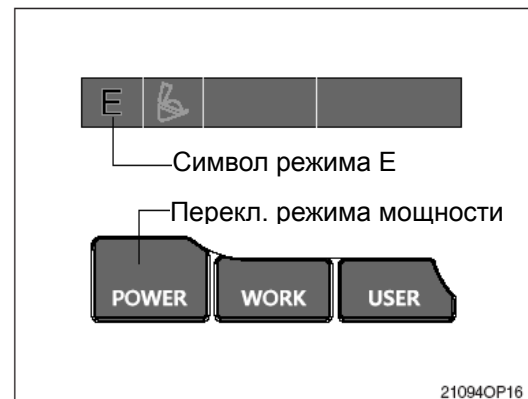 E
Символ режима E
Перекл. режима мощности
POWER WORK USER
21094OP16